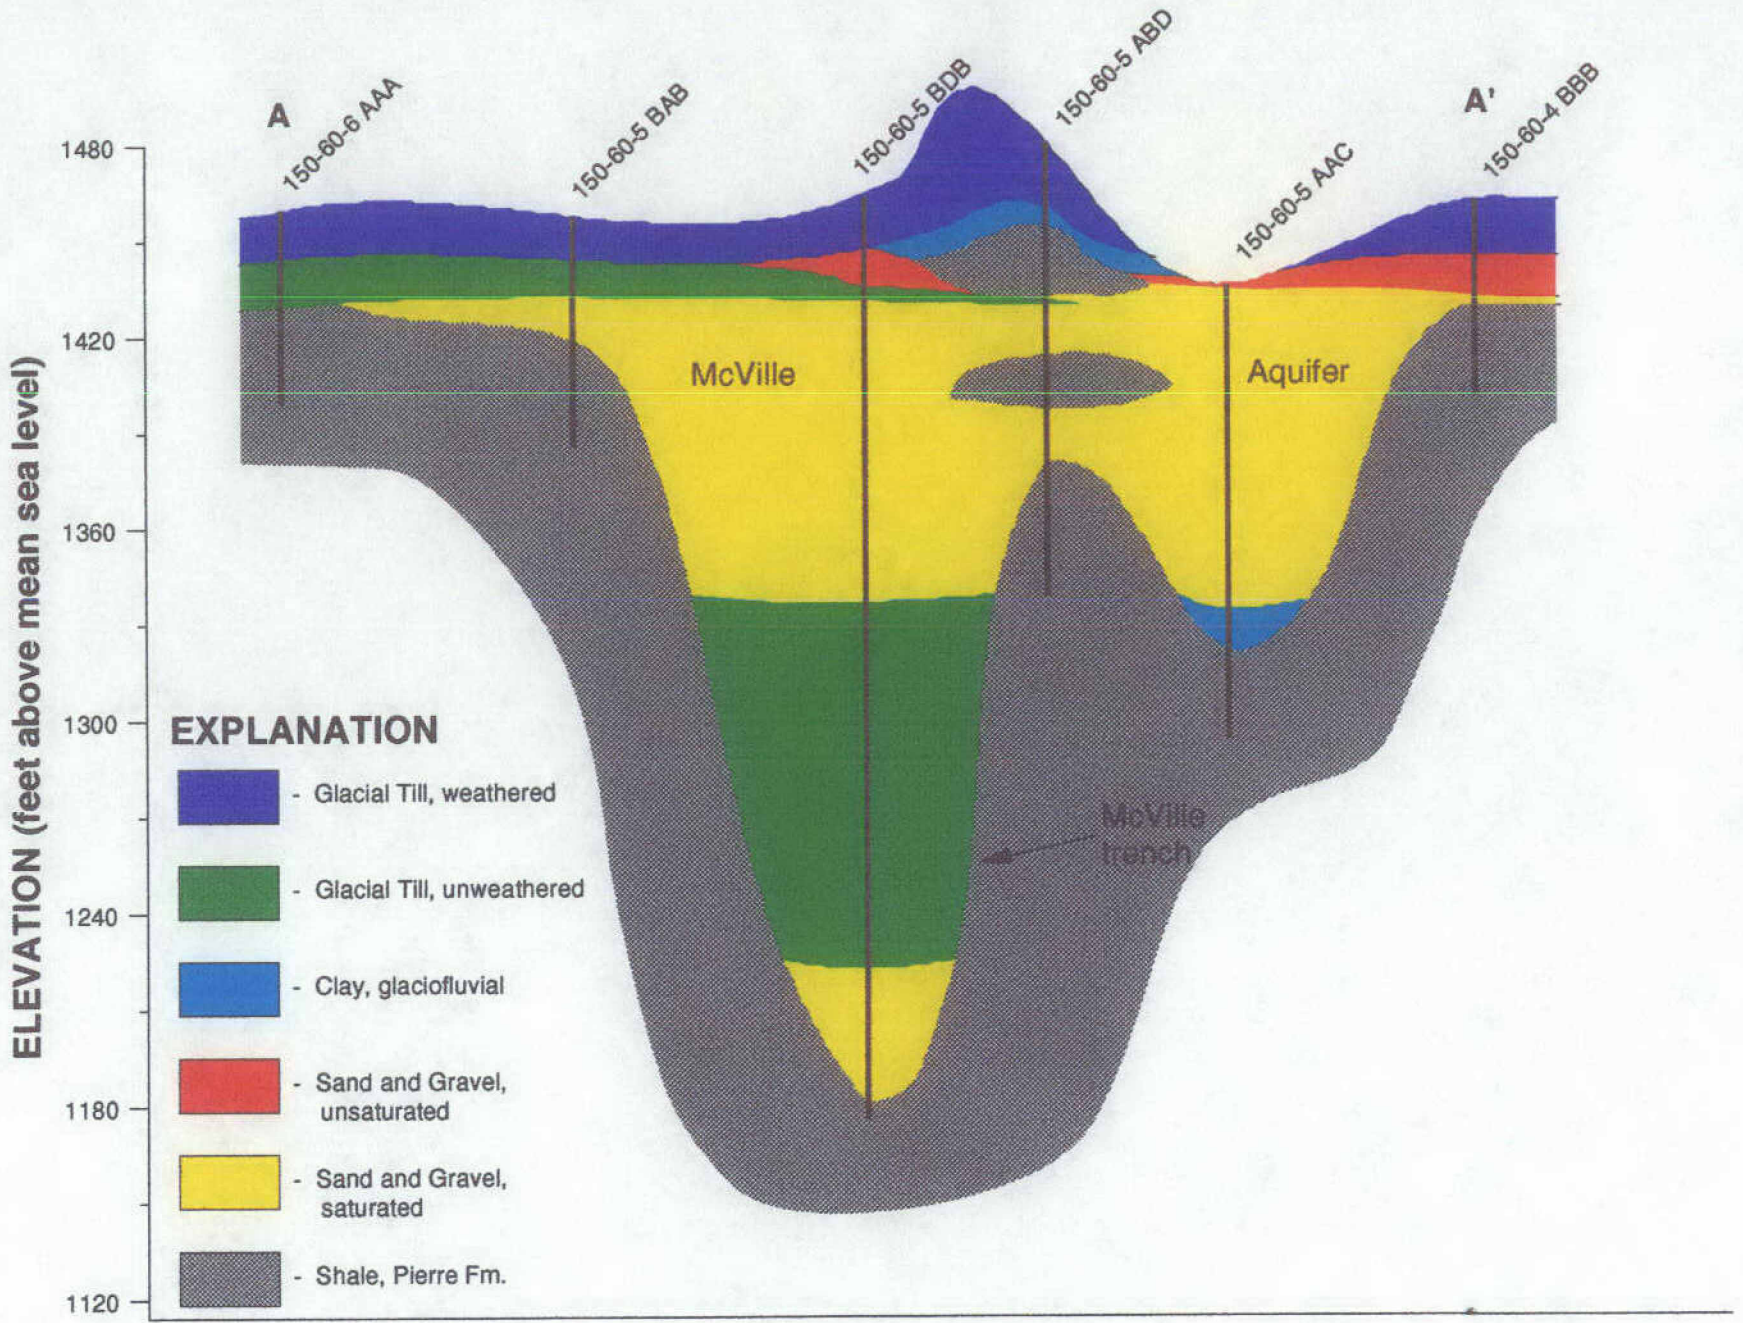 A
150-60-6 AAA
150-60-5 BAB
150-60-5 BDB
150-60-5 ABD
150-60-5 AAC
A'
150-60-4 BBB
ELEVATION (feet above mean sea level)
1480
1420
1360
1300
1240
1180
1120
McVille
Aquifer
McVille
trench
EXPLANATION
- Glacial Till, weathered
- Glacial Till, unweathered
- Clay, glaciofluvial
- Sand and Gravel,
unsaturated
- Sand and Gravel,
saturated
- Shale, Pierre Fm.